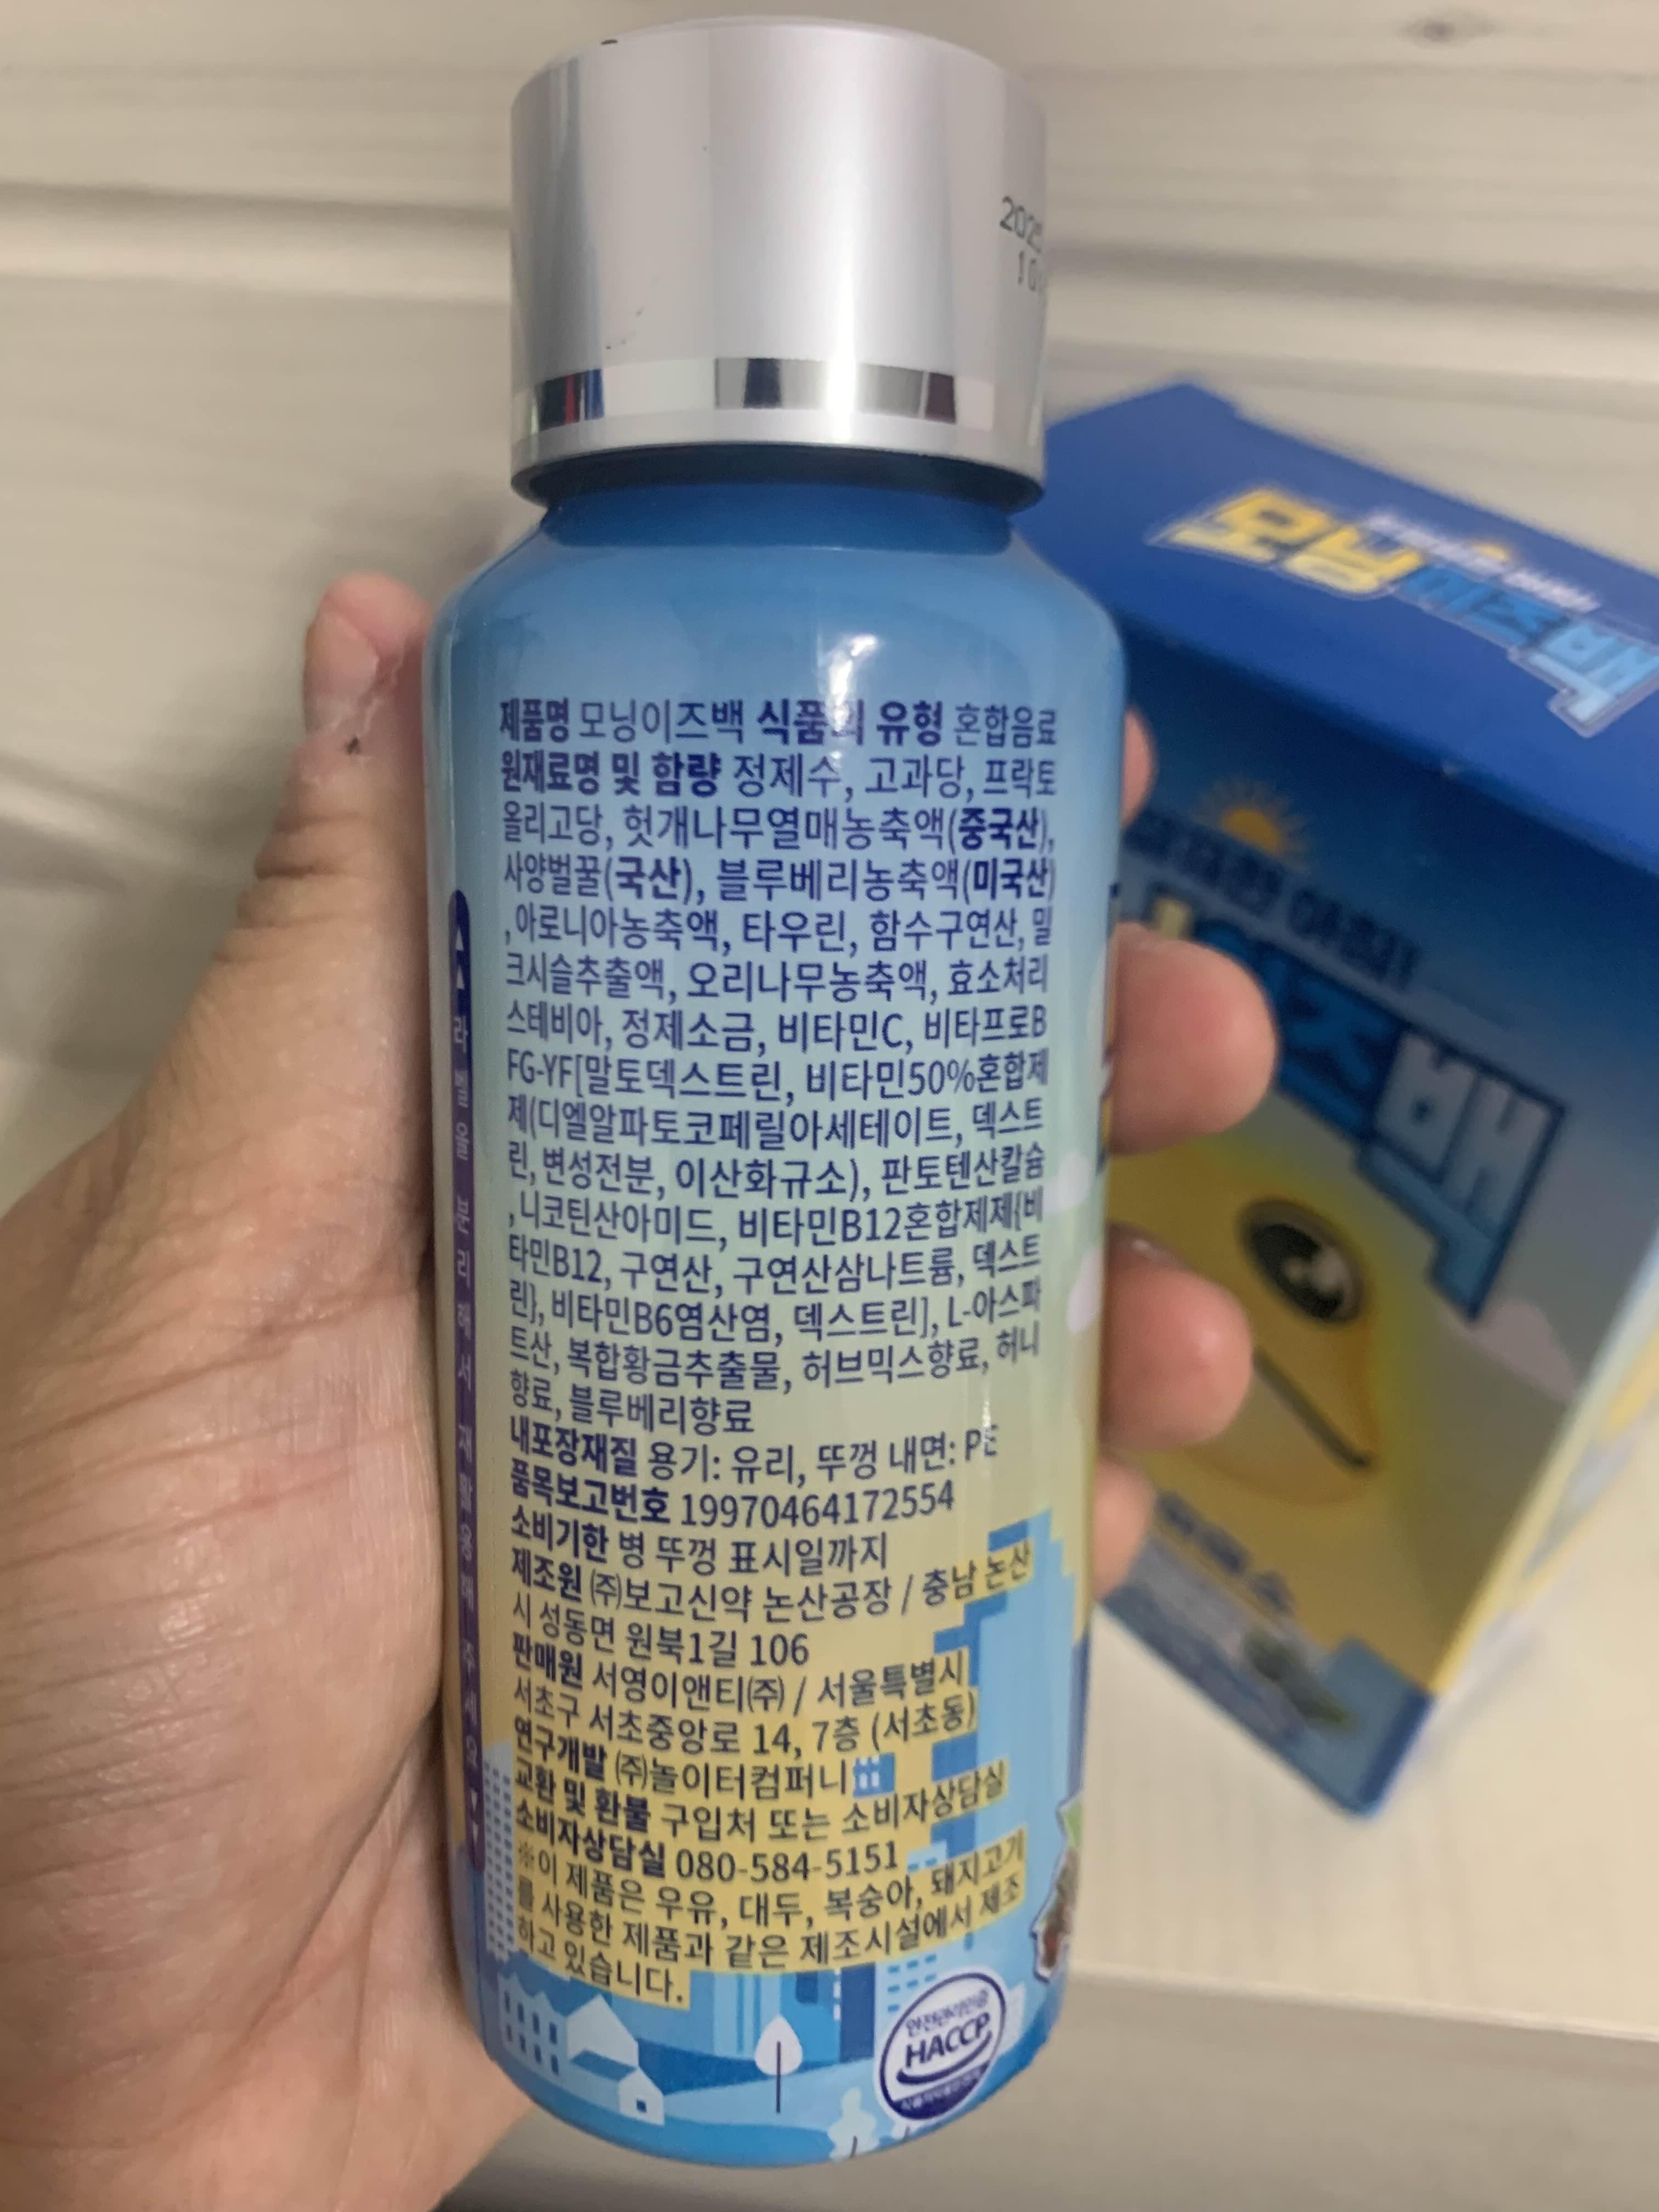 2025
10
제품명 모닝이즈백 식품의 유형 혼합음료
원재료명 및 함량 정제수, 고과당, 프락토
올리고당, 헛개나무열매농축액(중국산),
사양벌꿀(국산), 블루베리농축액(미국산)
,아로니아농축액, 타우린, 함수구연산, 밀
크시슬추출액, 오리나무농축액, 효소처리
스테비아, 정제소금, 비타민C, 비타프로B
FG-YF[말토덱스트린, 비타민50%혼합제
제(디엘알파토코페릴아세테이트, 덱스트
린, 변성전분, 이산화규소), 판토텐산칼슘
,니코틴산아미드, 비타민B12혼합제제{비
타민B12, 구연산, 구연산삼나트륨, 덱스트
린}, 비타민B6염산염, 덱스트린], L-아스파
트산, 복합황금추출물, 허브믹스향료, 허니
향료, 블루베리향료
내포장재질 용기: 유리, 뚜껑 내면: PE
품목보고번호 19970464172554
소비기한 병 뚜껑 표시일까지
제조원 ㈜보고신약 논산공장 / 충남 논산
시 성동면 원북1길 106
판매원 서영이앤티㈜ / 서울특별시
서초구 서초중앙로 14, 7층 (서초동)
연구개발 ㈜놀이터컴퍼니
교환 및 환불 구입처 또는 소비자상담실
소비자상담실 080-584-5151
※이 제품은 우유, 대두, 복숭아, 돼지고기
를 사용한 제품과 같은 제조시설에서 제조
하고 있습니다.
안전관리인증
HACCP
▲▲라벨을 분리해서 재활용해주세요▼▼
모닝이즈백
이즈백